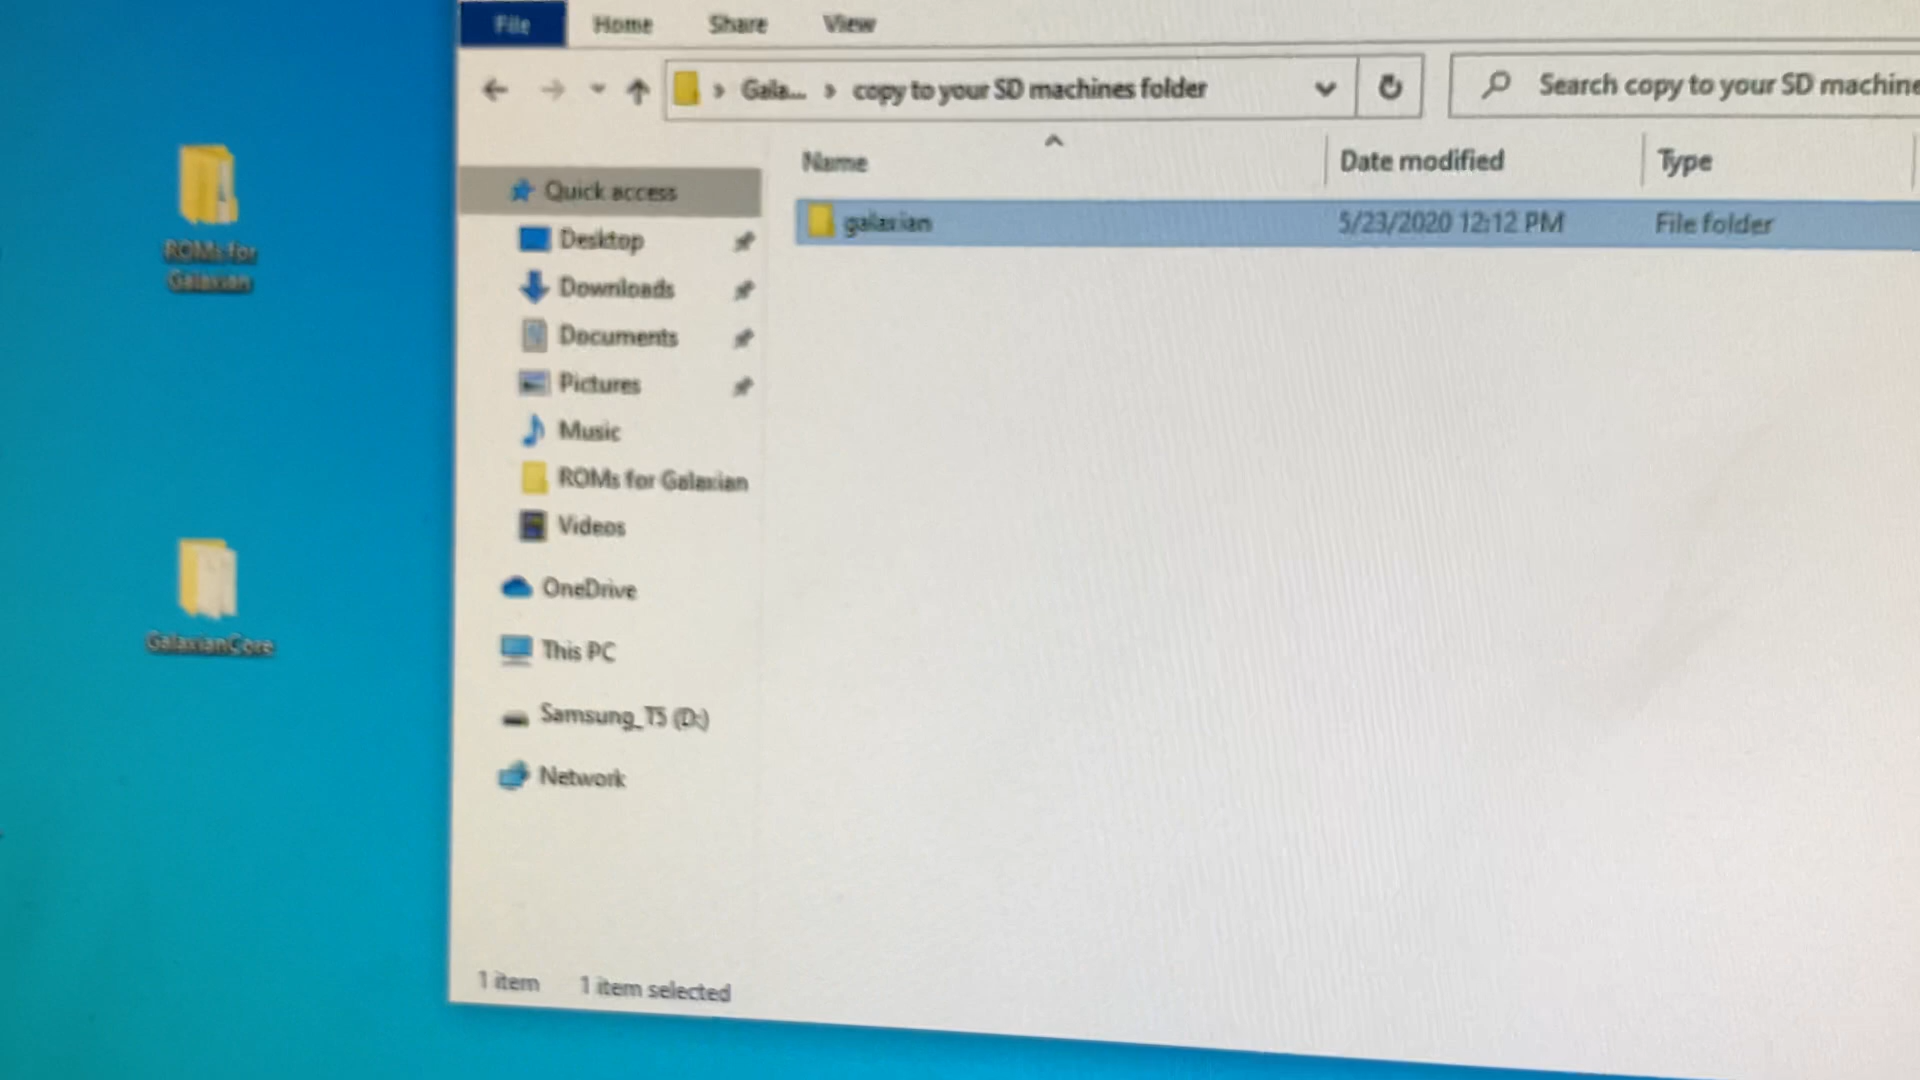 File Home Share View
Gala... copy to your SD machines folder
Search copy to your SD machine
Name Date modified Type
galaxian 5/23/2020 12:12 PM File folder
Quick access
Desktop
Downloads
Documents
Pictures
Music
ROMs for Galaxian
Videos
OneDrive
This PC
Samsung_T5 (D:)
Network
1 item 1 item selected
ROMs for
Galaxian
GalaxianCore